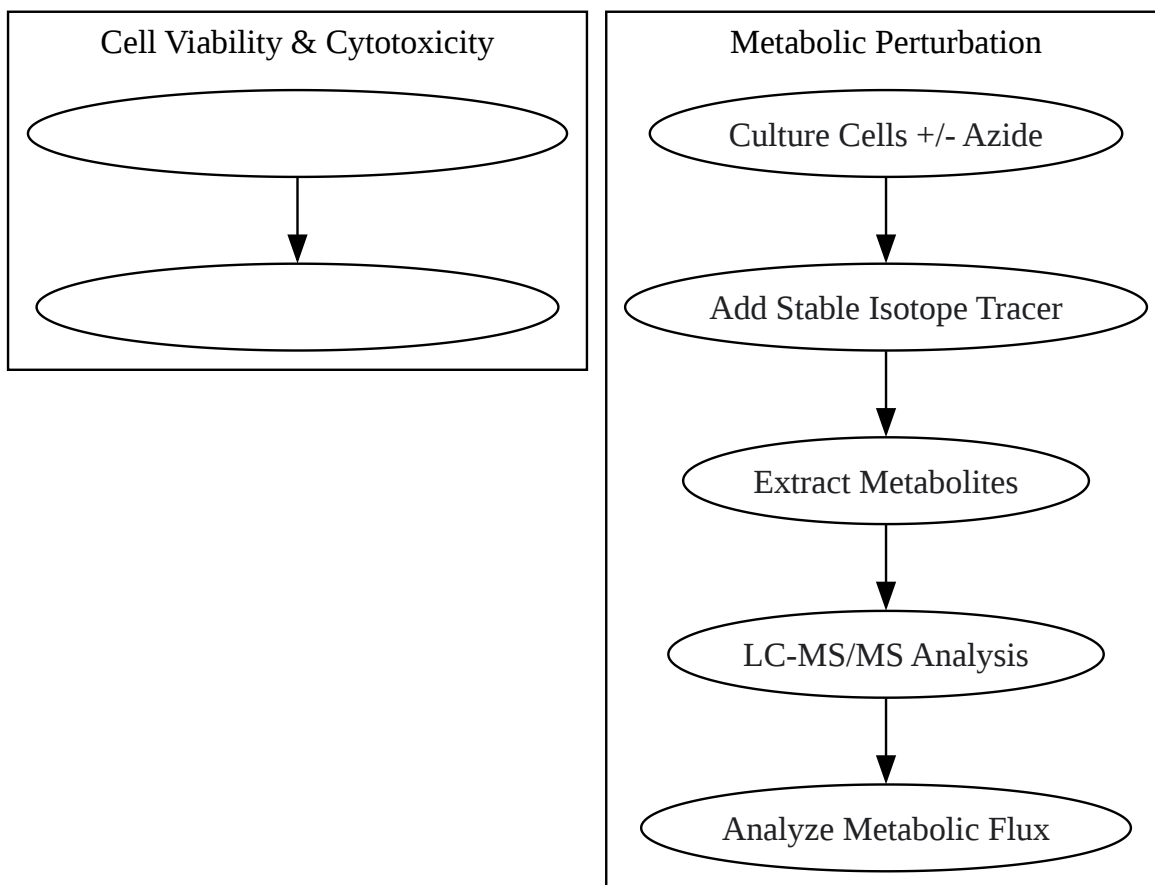 Cell Viability & Cytotoxicity
Metabolic Perturbation
Culture Cells +/- Azide
Add Stable Isotope Tracer
Extract Metabolites
LC-MS/MS Analysis
Analyze Metabolic Flux